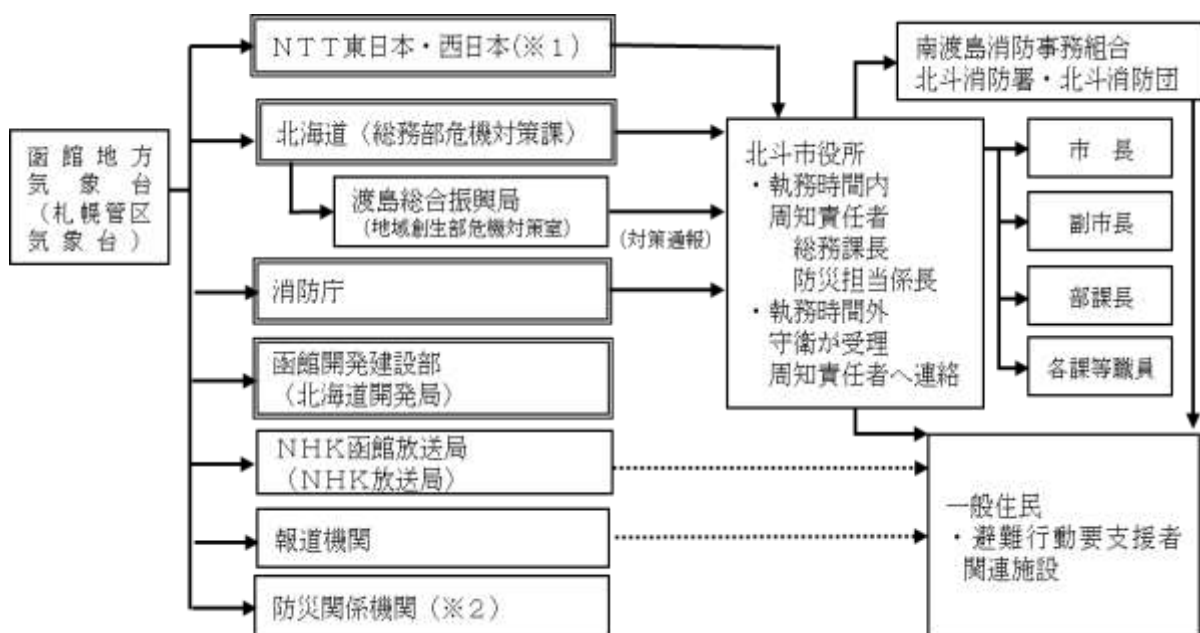 函館地方
気象台
（札幌管区
気象台）
ＮＴＴ東日本・西日本(※１)
北海道（総務部危機対策課）
渡島総合振興局
(地域創生部危機対策室)
(対策通報)
消防庁
函館開発建設部
（北海道開発局）
ＮＨＫ函館放送局
（ＮＨＫ放送局）
報道機関
防災関係機関（※２）
北斗市役所
・執務時間内
周知責任者
総務課長
防災担当係長
・執務時間外
守衛が受理
周知責任者へ連絡
南渡島消防事務組合
北斗消防署・北斗消防団
市長
副市長
部課長
各課等職員
一般住民
・避難行動要支援者
関連施設